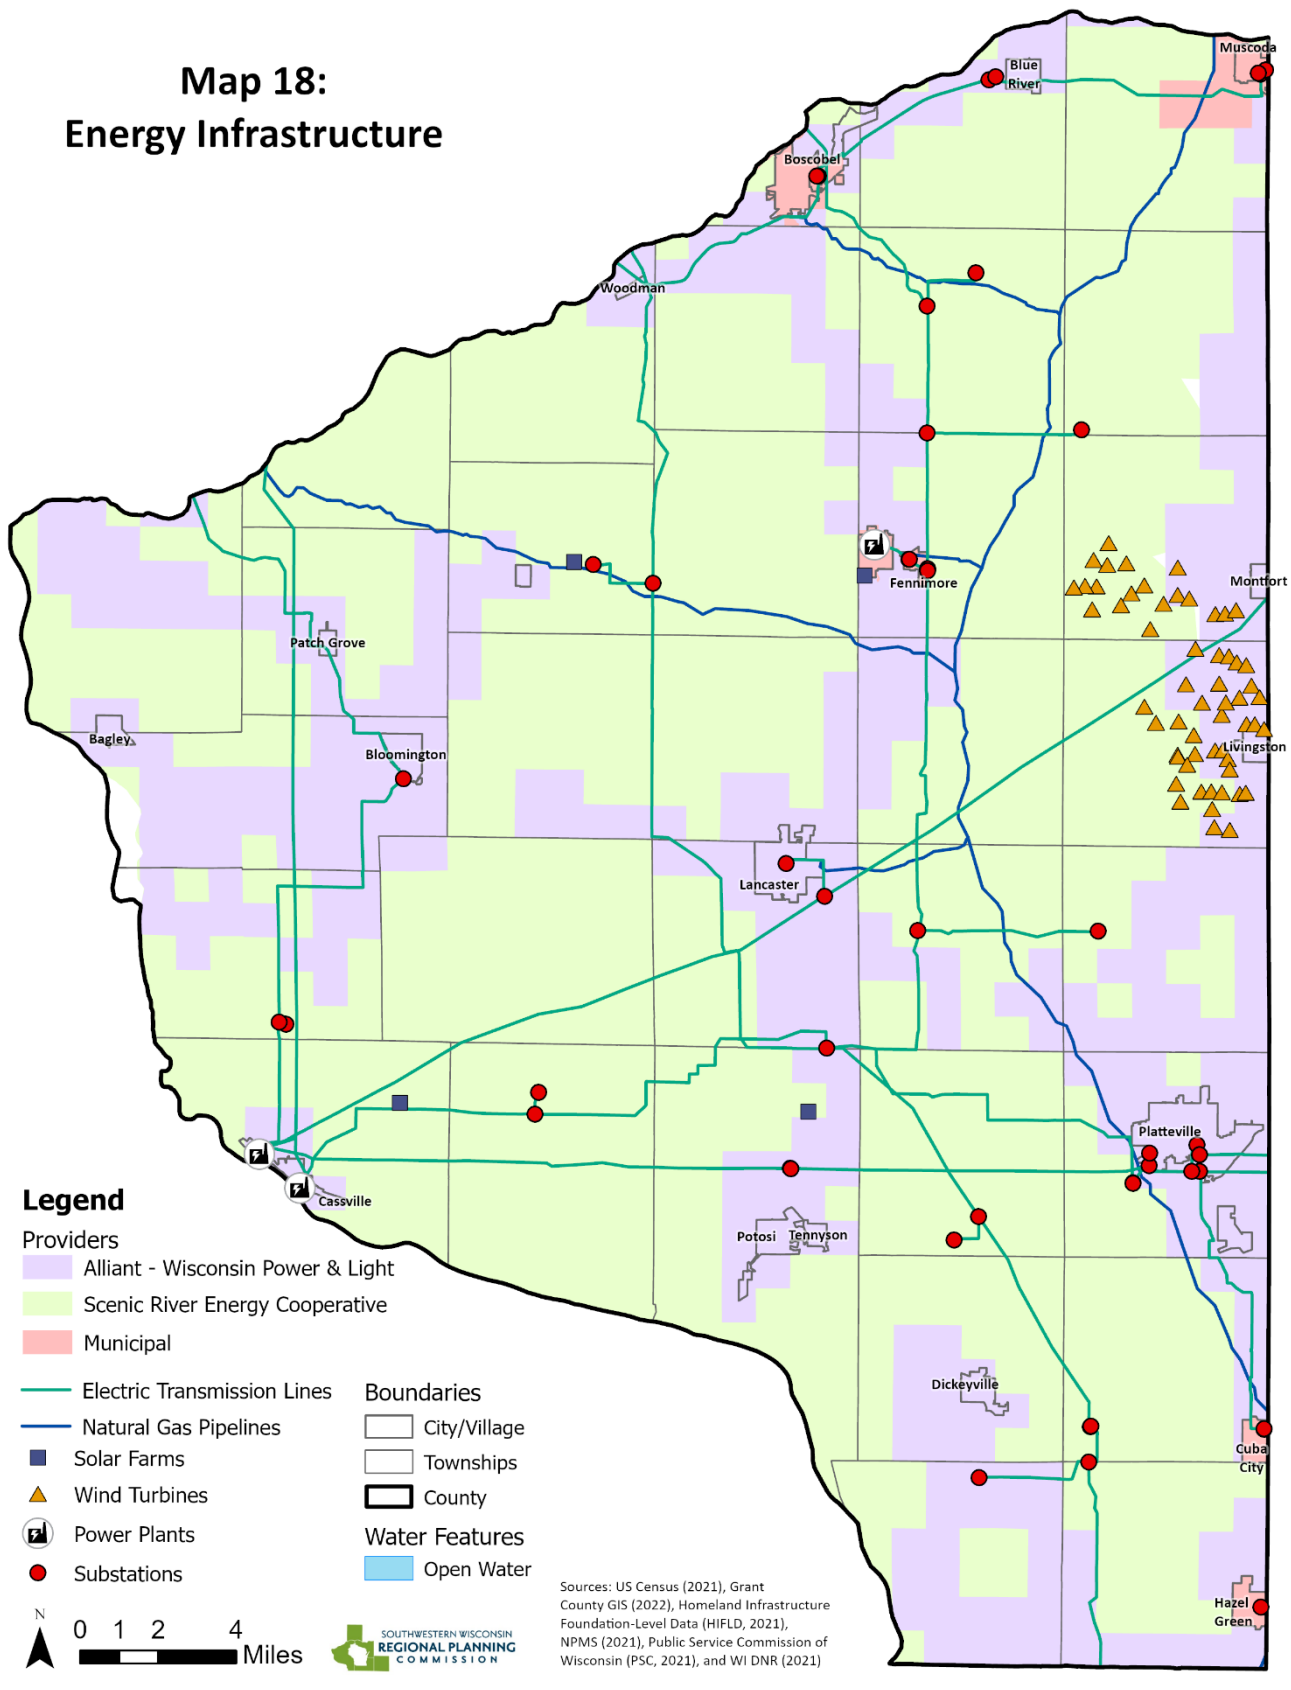 Map 18:
Energy Infrastructure
Muscoda
Blue
River
Boscobel
Woodman
Fennimore
Montfort
Patch Grove
Bagley
Bloomington
Livingston
Lancaster
Platteville
Cassville
Potosi
Tennyson
Dickeyville
Cuba
City
Hazel
Green
Legend
Providers
Alliant - Wisconsin Power & Light
Scenic River Energy Cooperative
Municipal
Electric Transmission Lines
Natural Gas Pipelines
Solar Farms
Wind Turbines
Power Plants
Substations
Boundaries
City/Village
Townships
County
Water Features
Open Water
N
0 1 2 4
Miles
SOUTHWESTERN WISCONSIN
REGIONAL PLANNING
COMMISSION
Sources: US Census (2021), Grant
County GIS (2022), Homeland Infrastructure
Foundation-Level Data (HIFLD, 2021),
NPMS (2021), Public Service Commission of
Wisconsin (PSC, 2021), and WI DNR (2021)